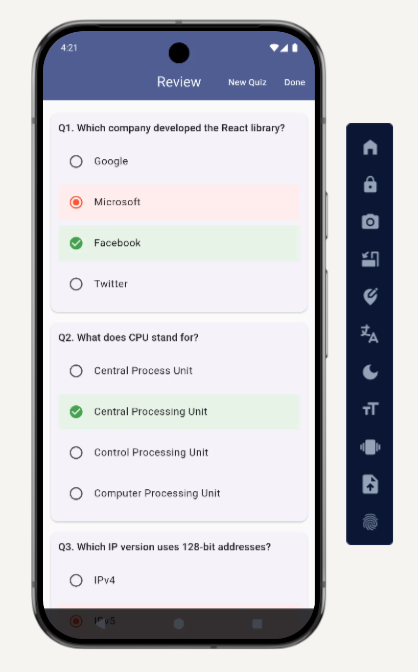 4:21
Review New Quiz Done
Q1. Which company developed the React library?
Google
Microsoft
Facebook
Twitter
Q2. What does CPU stand for?
Central Process Unit
Central Processing Unit
Control Processing Unit
Computer Processing Unit
Q3. Which IP version uses 128-bit addresses?
IPv4
IPv5